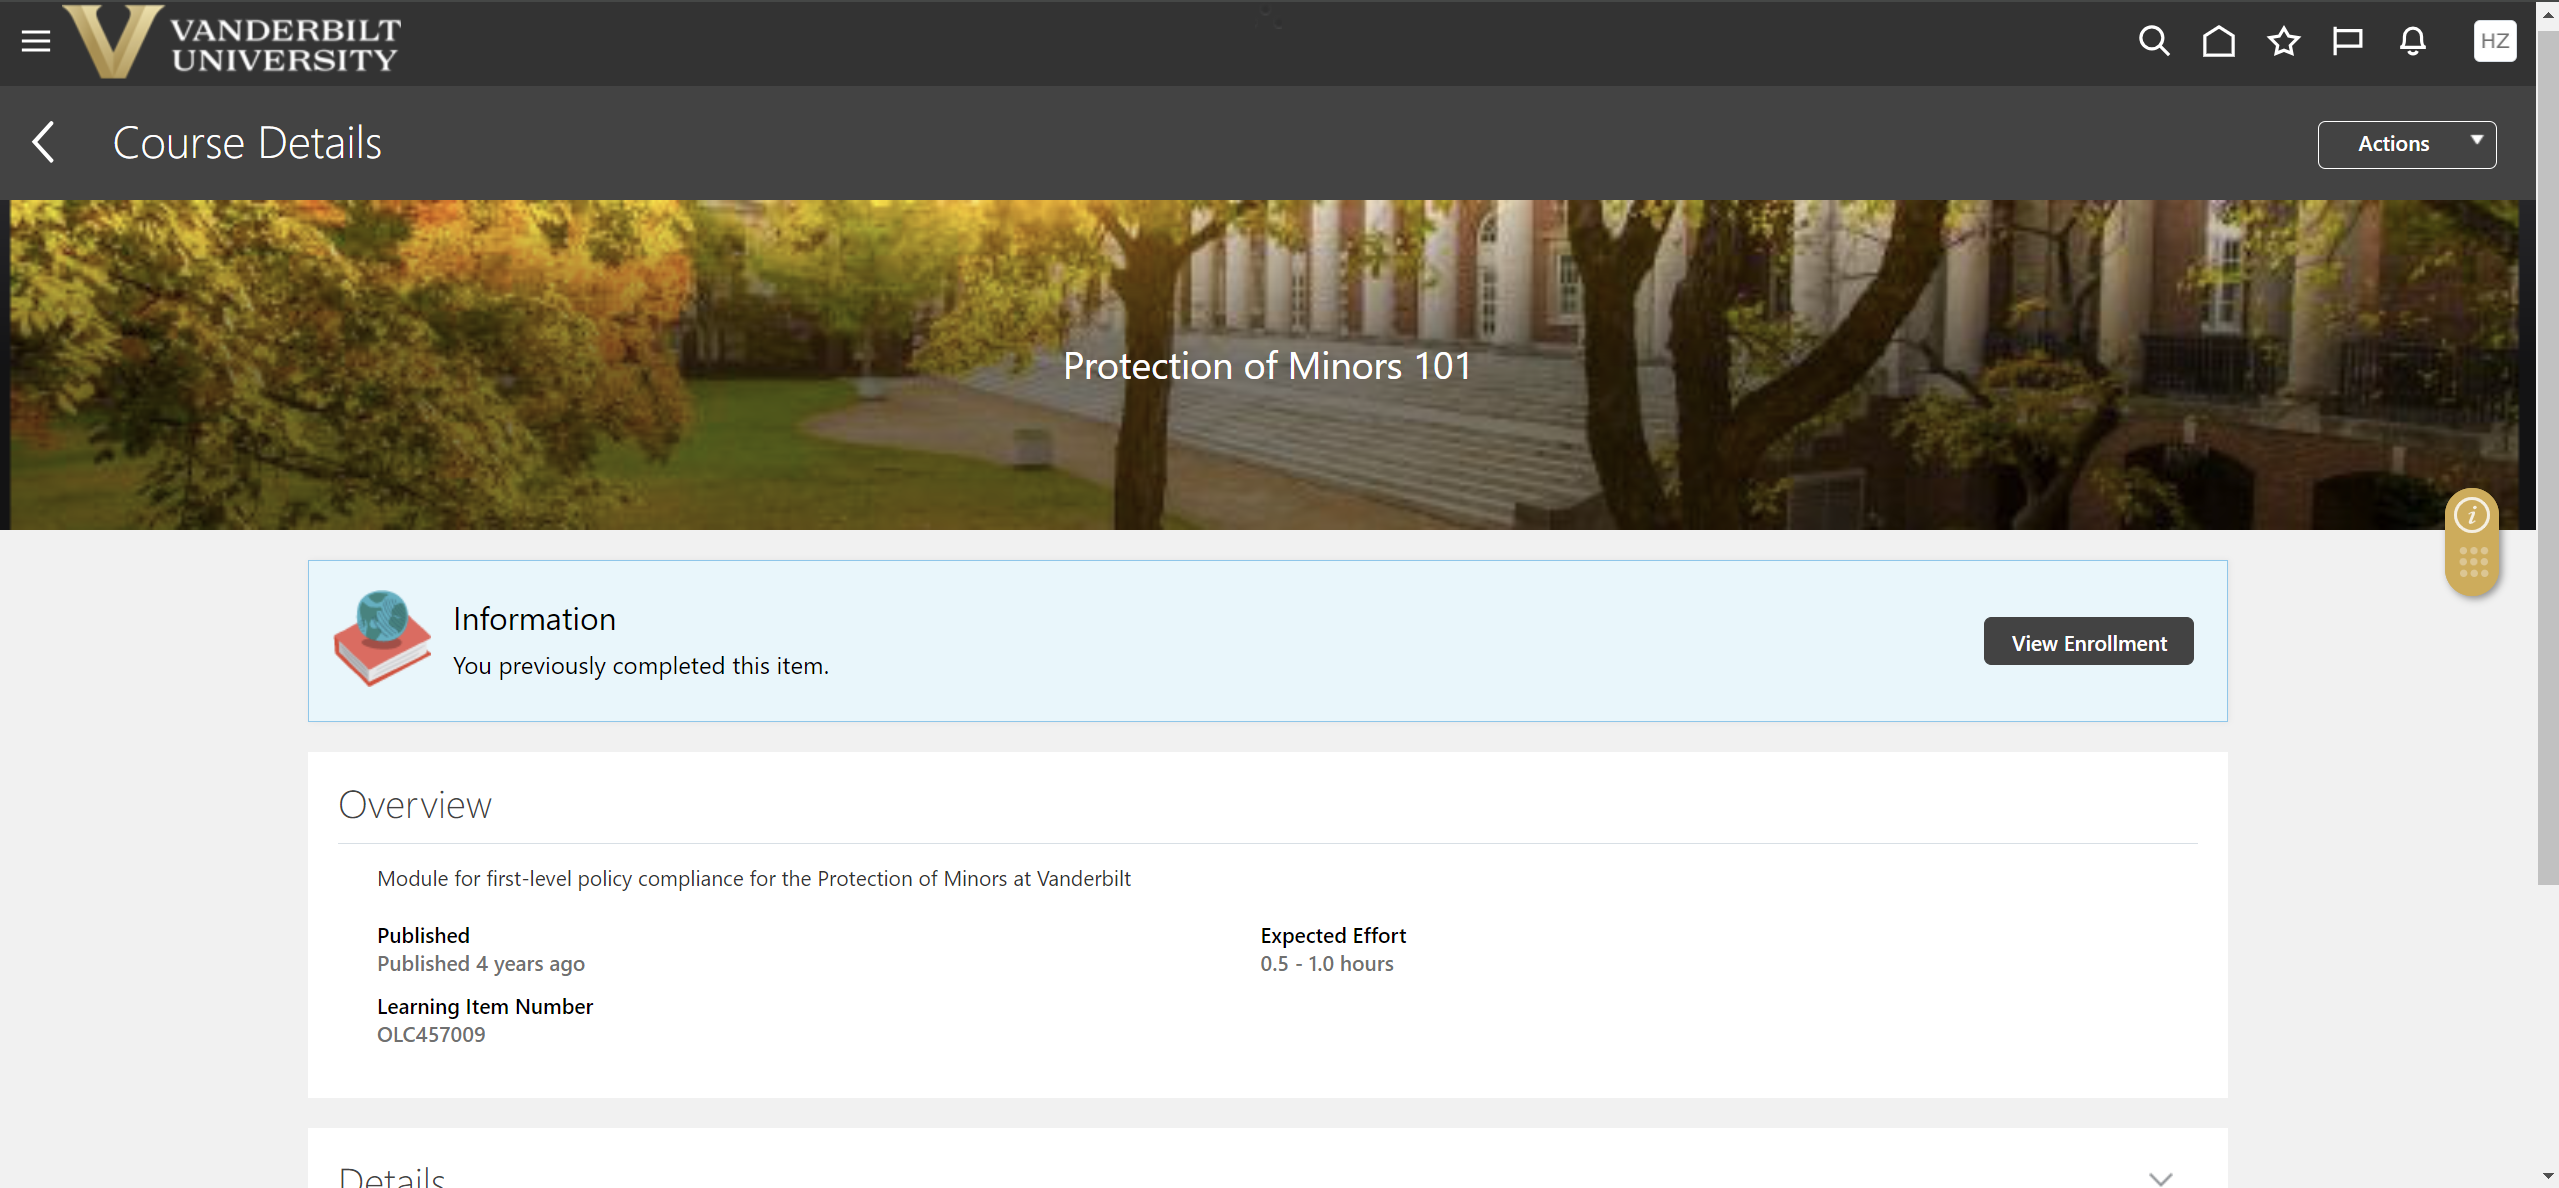 VANDERBILT
UNIVERSITY
HZ
Course Details
Actions
Protection of Minors 101
i
Information
You previously completed this item.
View Enrollment
Overview
Module for first-level policy compliance for the Protection of Minors at Vanderbilt
Published
Published 4 years ago
Expected Effort
0.5 - 1.0 hours
Learning Item Number
OLC457009
Details